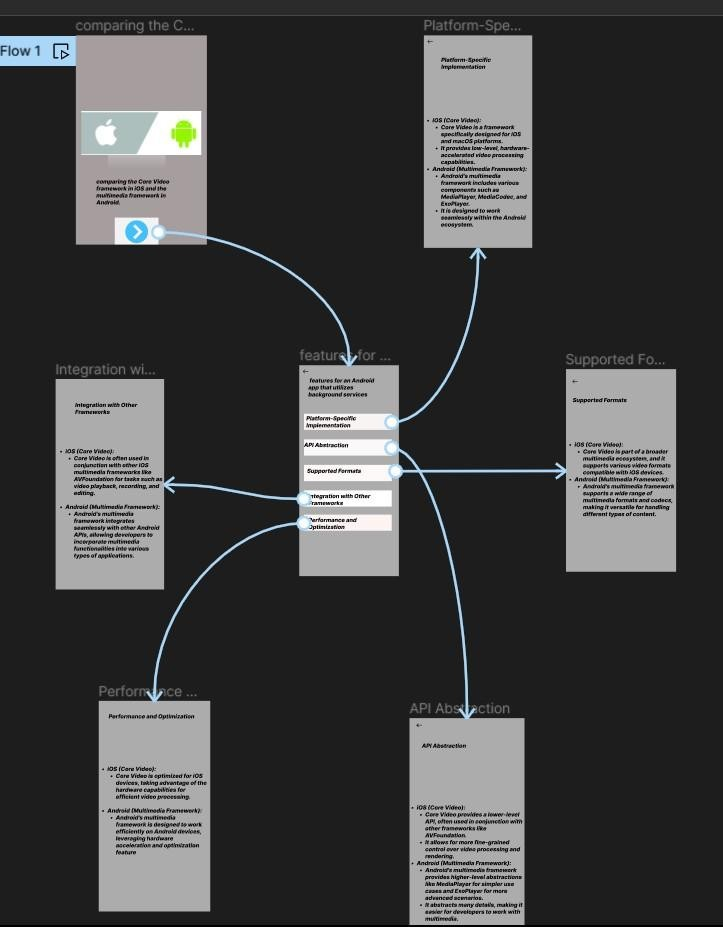 comparing the C...
Flow 1
comparing the Core Video
framework in iOS and the
multimedia framework in
Android.
Platform-Spe...
←
Platform-Specific
Implementation
• iOS (Core Video):
• Core Video is a framework
specifically designed for iOS
and macOS platforms.
• It provides low-level, hardware-
accelerated video processing
capabilities.
• Android (Multimedia Framework):
• Android's multimedia
framework includes various
components such as
MediaPlayer, MediaCodec, and
ExoPlayer.
• It is designed to work
seamlessly within the Android
ecosystem.
features for ...
←
features for an Android
app that utilizes
background services
Platform-Specific
Implementation
API Abstraction
Supported Formats
Integration with Other
Frameworks
Performance and
Optimization
Integration wi...
Integration with Other
Frameworks
• iOS (Core Video):
• Core Video is often used in
conjunction with other iOS
multimedia frameworks like
AVFoundation for tasks such as
video playback, recording, and
editing.
• Android (Multimedia Framework):
• Android's multimedia
framework integrates
seamlessly with other Android
APIs, allowing developers to
incorporate multimedia
functionalities into various
types of applications.
Supported Fo...
←
Supported Formats
• iOS (Core Video):
• Core Video is part of a broader
multimedia ecosystem, and it
supports various video formats
compatible with iOS devices.
• Android (Multimedia Framework):
• Android's multimedia framework
supports a wide range of
multimedia formats and codecs,
making it versatile for handling
different types of content.
Performance ...
Performance and Optimization
• iOS (Core Video):
• Core Video is optimized for iOS
devices, taking advantage of the
hardware capabilities for
efficient video processing.
• Android (Multimedia Framework):
• Android's multimedia
framework is designed to work
efficiently on Android devices,
leveraging hardware
acceleration and optimization
feature
API Abstraction
←
API Abstraction
• iOS (Core Video):
• Core Video provides a lower-level
API, often used in conjunction with
other frameworks like
AVFoundation.
• It allows for more fine-grained
control over video processing and
rendering.
• Android (Multimedia Framework):
• Android's multimedia framework
provides higher-level abstractions
like MediaPlayer for simpler use
cases and ExoPlayer for more
advanced scenarios.
• It abstracts many details, making it
easier for developers to work with
multimedia.